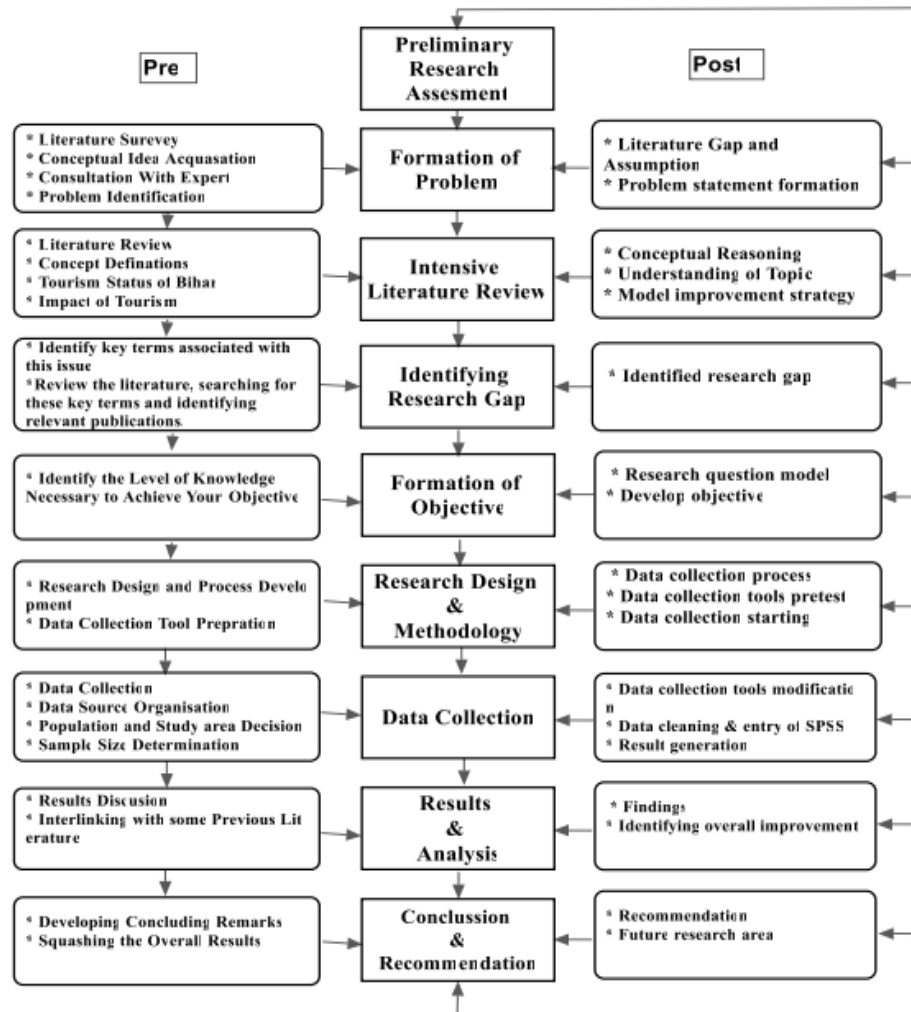 Preliminary
Research
Assesment
Pre
Post
* Literature Surevey
* Conceptual Idea Acquasation
* Consultation With Expert
* Problem Identification
Formation of
Problem
* Literature Gap and
Assumption
* Problem statement formation
* Literature Review
* Concept Definations
* Tourism Status of Bihar
* Impact of Tourism
Intensive
Literature Review
* Conceptual Reasoning
* Understanding of Topic
* Model improvement strategy
* Identify key terms associated with
this issue
*Review the literature, searching for
these key terms and identifying
relevant publications.
Identifying
Research Gap
* Identified research gap
* Identify the Level of Knowledge
Necessary to Achieve Your Objective
Formation of
Objective
* Research question model
* Develop objective
* Research Design and Process Develo
pment
* Data Collection Tool Prepration
Research Design
&
Methodology
* Data collection process
* Data collection tools pretest
* Data collection starting
* Data Collection
* Data Source Organisation
* Population and Study area Decision
* Sample Size Determination
Data Collection
* Data collection tools modificatio
n
* Data cleaning & entry of SPSS
* Result generation
* Results Discusion
* Interlinking with some Previous Lit
erature
Results
&
Analysis
* Findings
* Identifying overall improvement
* Developing Concluding Remarks
* Squashing the Overall Results
Conclussion
&
Recommendation
* Recommendation
* Future research area